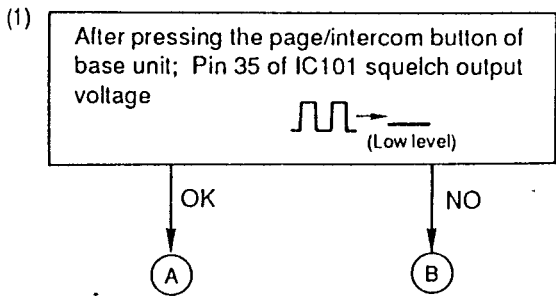 (1)
After pressing the page/intercom button of
base unit; Pin 35 of IC101 squelch output
voltage
(Low level)
OK
NO
A
B